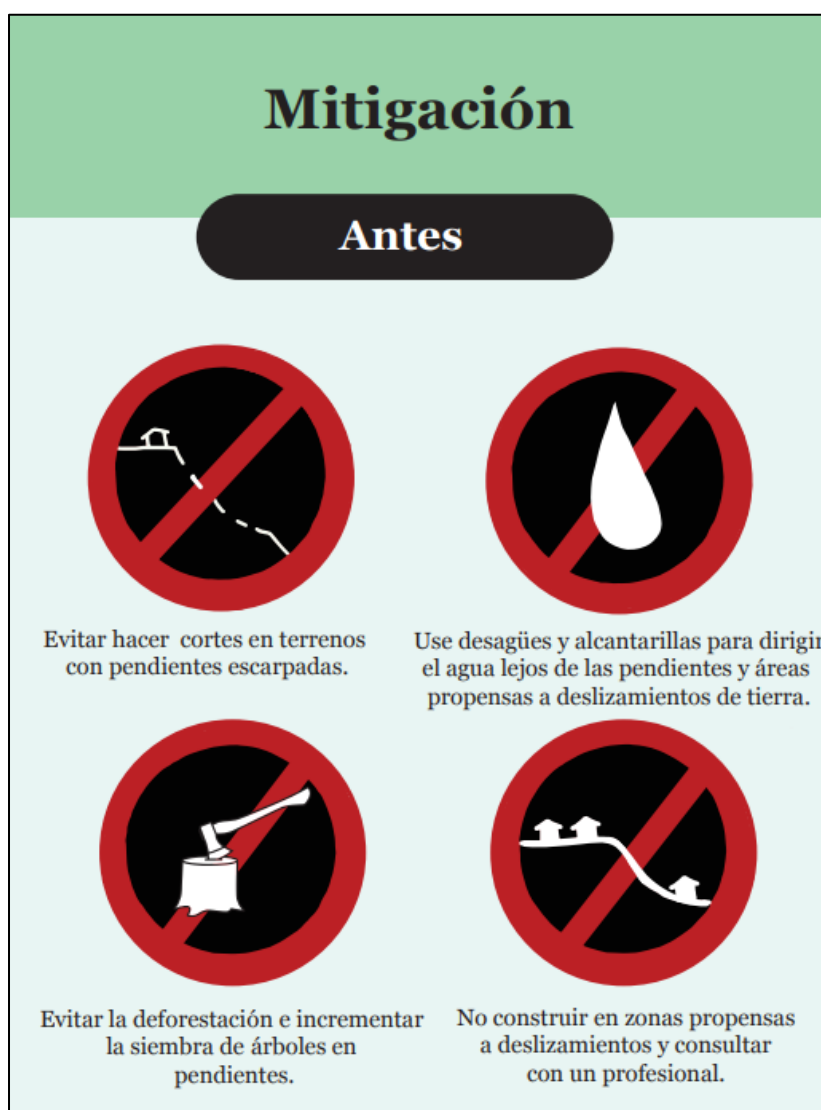 Mitigación
Antes
Evitar hacer cortes en terrenos
con pendientes escarpadas.
Use desagües y alcantarillas para dirigir
el agua lejos de las pendientes y áreas
propensas a deslizamientos de tierra.
Evitar la deforestación e incrementar
la siembra de árboles en
pendientes.
No construir en zonas propensas
a deslizamientos y consultar
con un profesional.